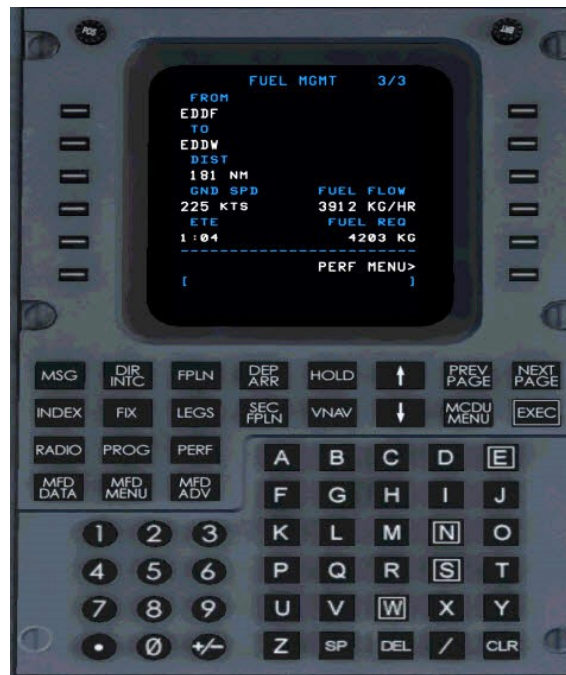 FUEL MGMT 3/3
FROM
EDDF
TO
EDDW
DIST
181 NM
GND SPD FUEL FLOW
225 KTS 3912 KG/HR
ETE FUEL REQ
1:04 4203 KG
--------------------------------
PERF MENU>
[ ]
MSG DIR INTC FPLN DEP ARR HOLD ↑ PREV PAGE NEXT PAGE
INDEX FIX LEGS SEC FPLN VNAV ↓ MCDU MENU EXEC
RADIO PROG PERF
MFD DATA MFD MENU MFD ADV
A B C D E
F G H I J
1 2 3 K L M N O
4 5 6 P Q R S T
7 8 9 U V W X Y
• Ø +/− Z SP DEL / CLR